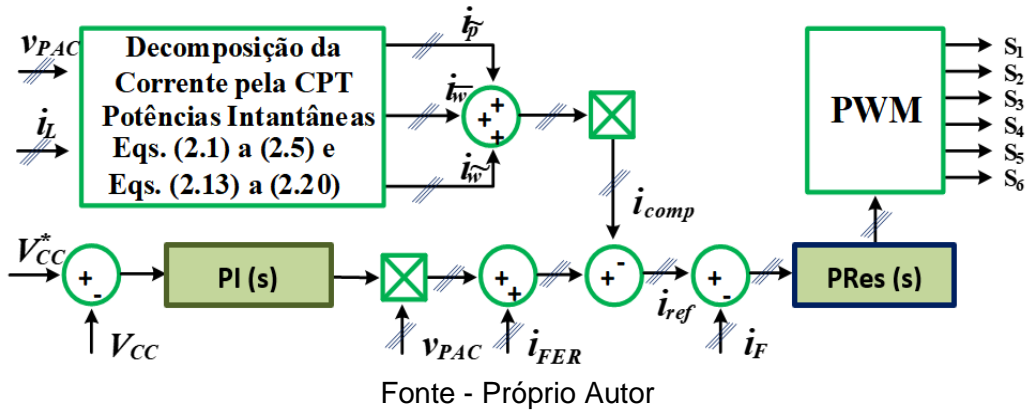 v_PAC
i_L
Decomposição da
Corrente pela CPT
Potências Intantâneas
Eqs. (2.1) a (2.5) e
Eqs. (2.13) a (2.20)
i_p̃
i_w̅
i_w̃
+
+
+
i_comp
PWM
S1
S2
S3
S4
S5
S6
V*_CC
+
-
V_CC
PI (s)
v_PAC
+
+
i_FER
+
-
i_ref
+
-
i_F
PRes (s)
Fonte - Próprio Autor